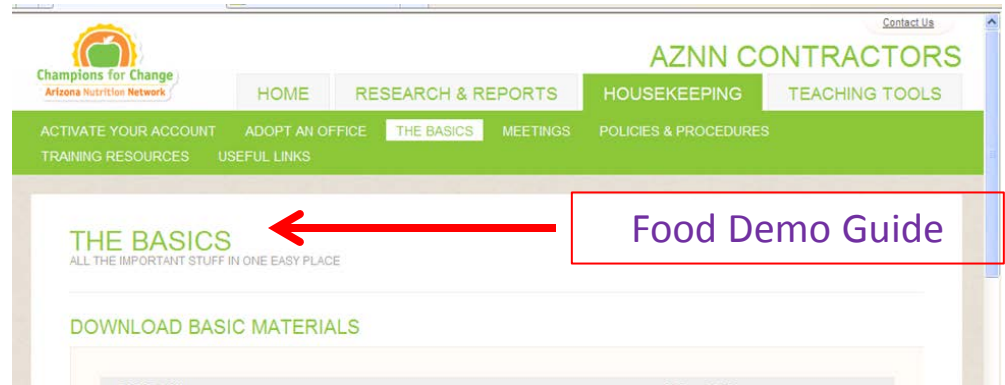 Contact Us
AZNN CONTRACTORS
Champions for Change
Arizona Nutrition Network
HOME RESEARCH & REPORTS HOUSEKEEPING TEACHING TOOLS
ACTIVATE YOUR ACCOUNT ADOPT AN OFFICE THE BASICS MEETINGS POLICIES & PROCEDURES
TRAINING RESOURCES USEFUL LINKS
Food Demo Guide
THE BASICS
ALL THE IMPORTANT STUFF IN ONE EASY PLACE
DOWNLOAD BASIC MATERIALS